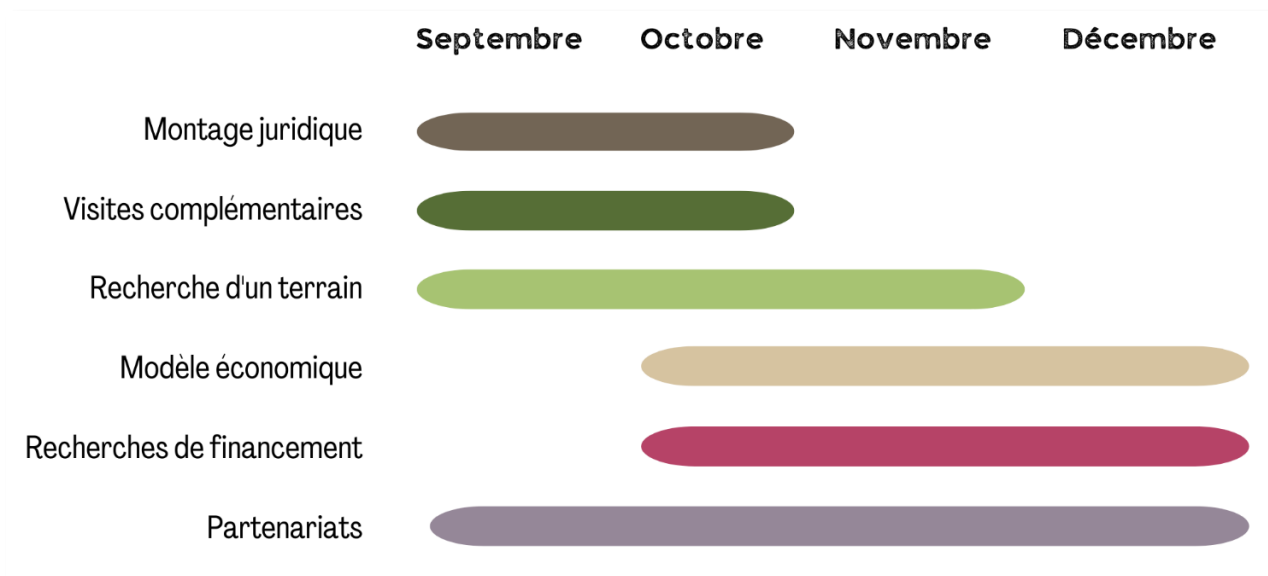 Septembre Octobre Novembre Décembre
Montage juridique
Visites complémentaires
Recherche d'un terrain
Modèle économique
Recherches de financement
Partenariats